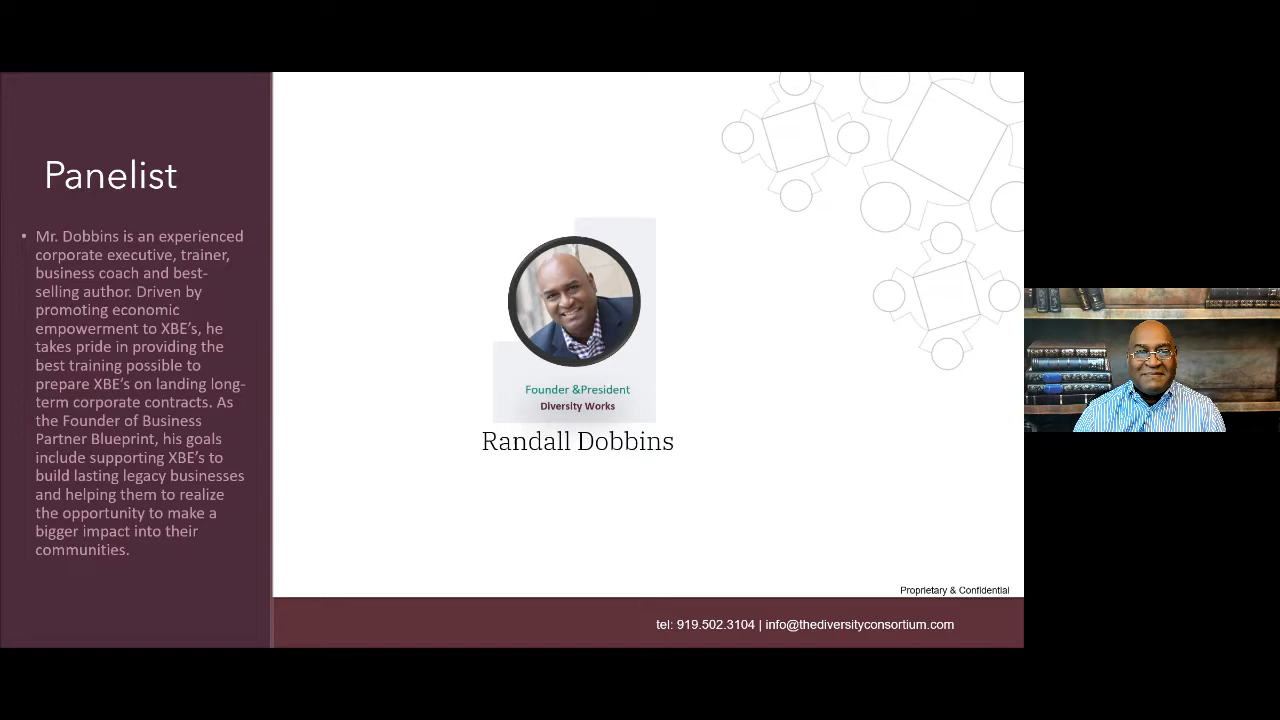 Panelist
• Mr. Dobbins is an experienced
corporate executive, trainer,
business coach and best-
selling author. Driven by
promoting economic
empowerment to XBE's, he
takes pride in providing the
best training possible to
prepare XBE's on landing long-
term corporate contracts. As
the Founder of Business
Partner Blueprint, his goals
include supporting XBE's to
build lasting legacy businesses
and helping them to realize
the opportunity to make a
bigger impact into their
communities.
Founder &President
Diversity Works
Randall Dobbins
Proprietary & Confidential
tel: 919.502.3104 | info@thediversityconsortium.com